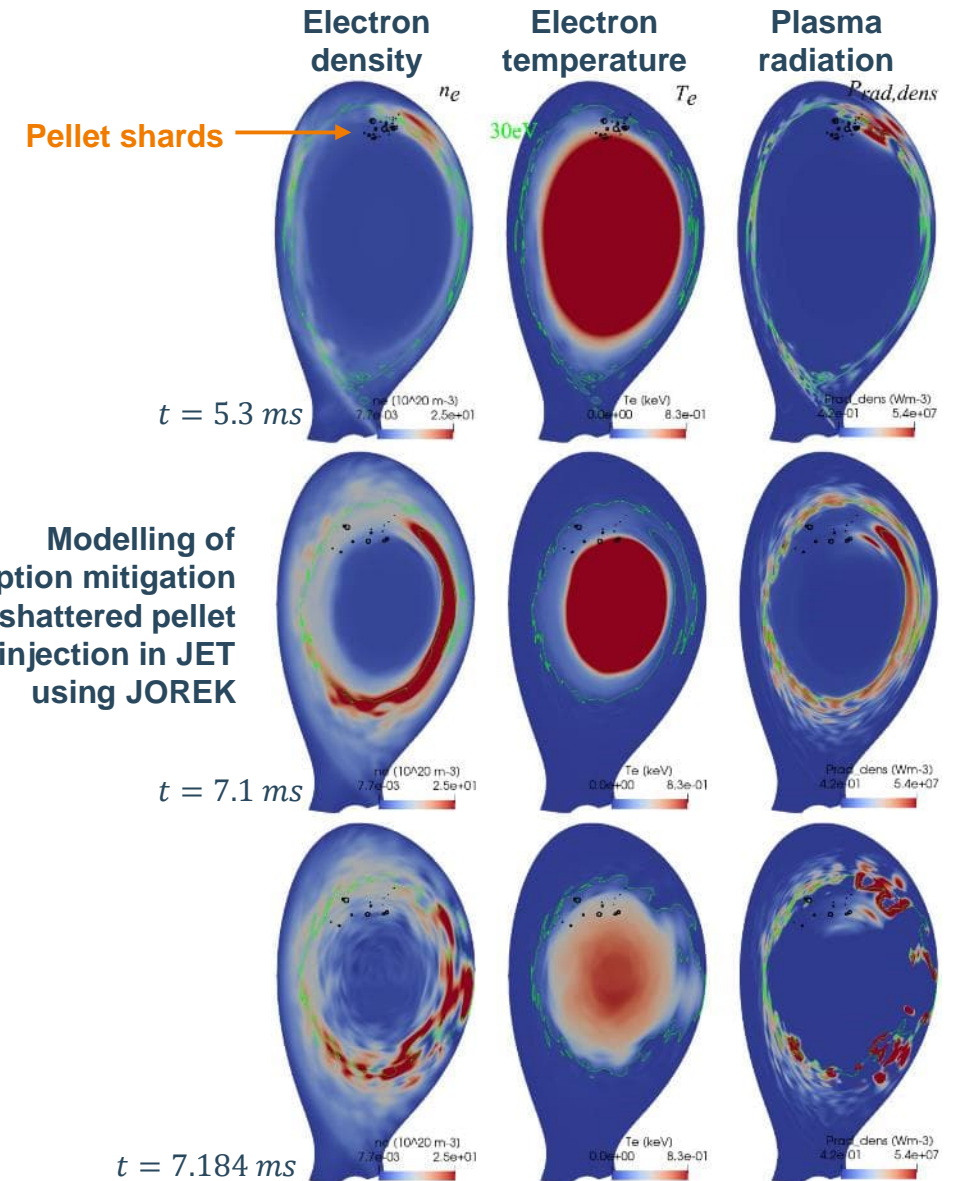 Electron
density
Electron
temperature
Plasma
radiation
n_e
T_e
P_rad,dens
Pellet shards
30eV
ne (10^20 m-3)
7.7e-03 2.5e+01
Te (keV)
0.0e+00 8.3e-01
Prad_dens (Wm-3)
4.2e-01 5.4e+07
t = 5.3 ms
Modelling of
ption mitigation
shattered pellet
injection in JET
using JOREK
ne (10^20 m-3)
7.7e-03 2.5e+01
Te (keV)
0.0e+00 8.3e-01
Prad_dens (Wm-3)
4.2e-01 5.4e+07
t = 7.1 ms
ne (10^20 m-3)
7.7e-03 2.5e+01
Te (keV)
0.0e+00 8.3e-01
Prad_dens (Wm-3)
4.2e-01 5.4e+07
t = 7.184 ms